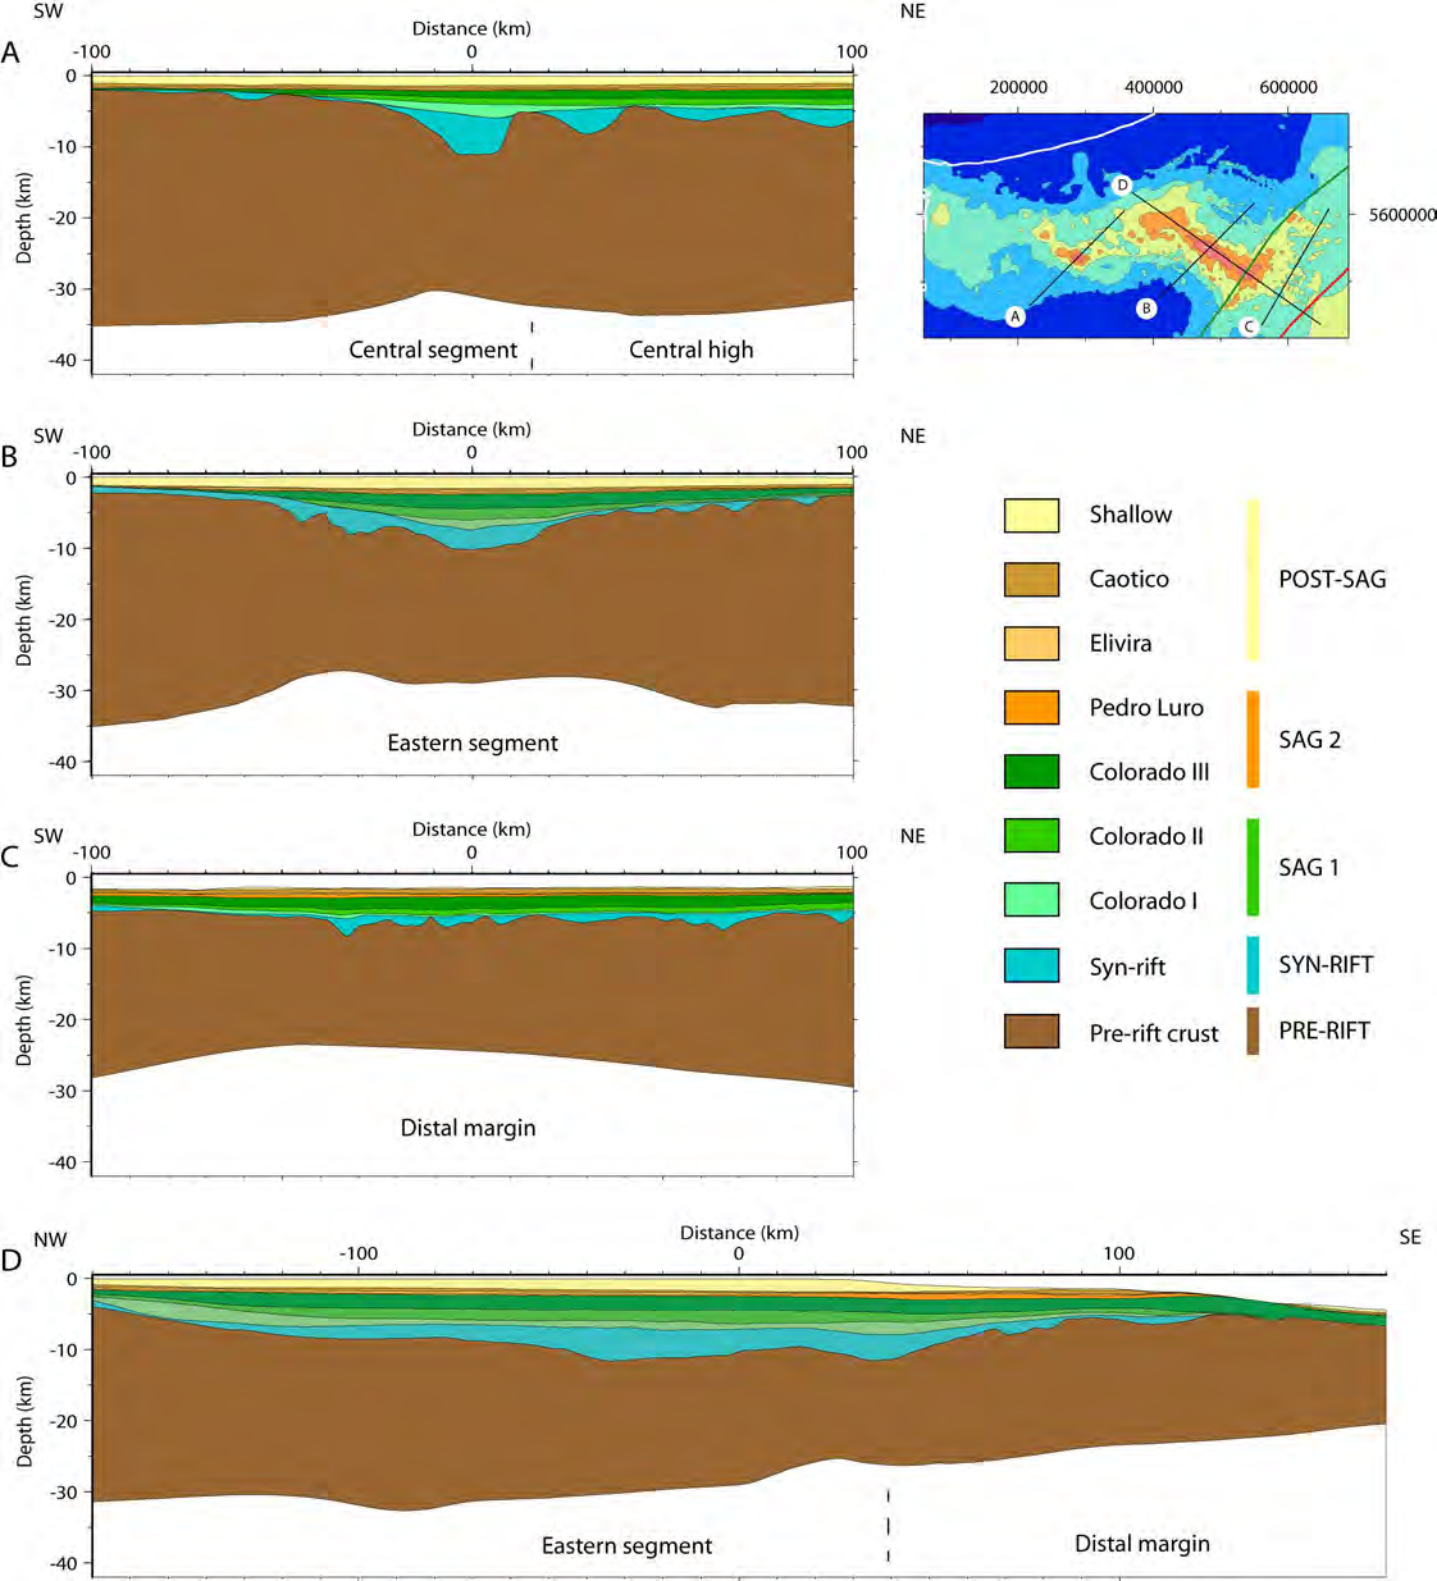 SW
NE
Distance (km)
A
-100
0
100
0
-10
-20
-30
-40
Depth (km)
Central segment
Central high
2000000
400000
600000
5600000
D
A
B
C
SW
NE
Distance (km)
B
-100
0
100
0
-10
-20
-30
-40
Depth (km)
Eastern segment
Shallow
Caotico
Elivira
Pedro Luro
Colorado III
Colorado II
Colorado I
Syn-rift
Pre-rift crust
POST-SAG
SAG 2
SAG 1
SYN-RIFT
PRE-RIFT
SW
NE
Distance (km)
C
-100
0
100
0
-10
-20
-30
-40
Depth (km)
Distal margin
NW
SE
Distance (km)
D
-100
0
100
0
-10
-20
-30
-40
Depth (km)
Eastern segment
Distal margin